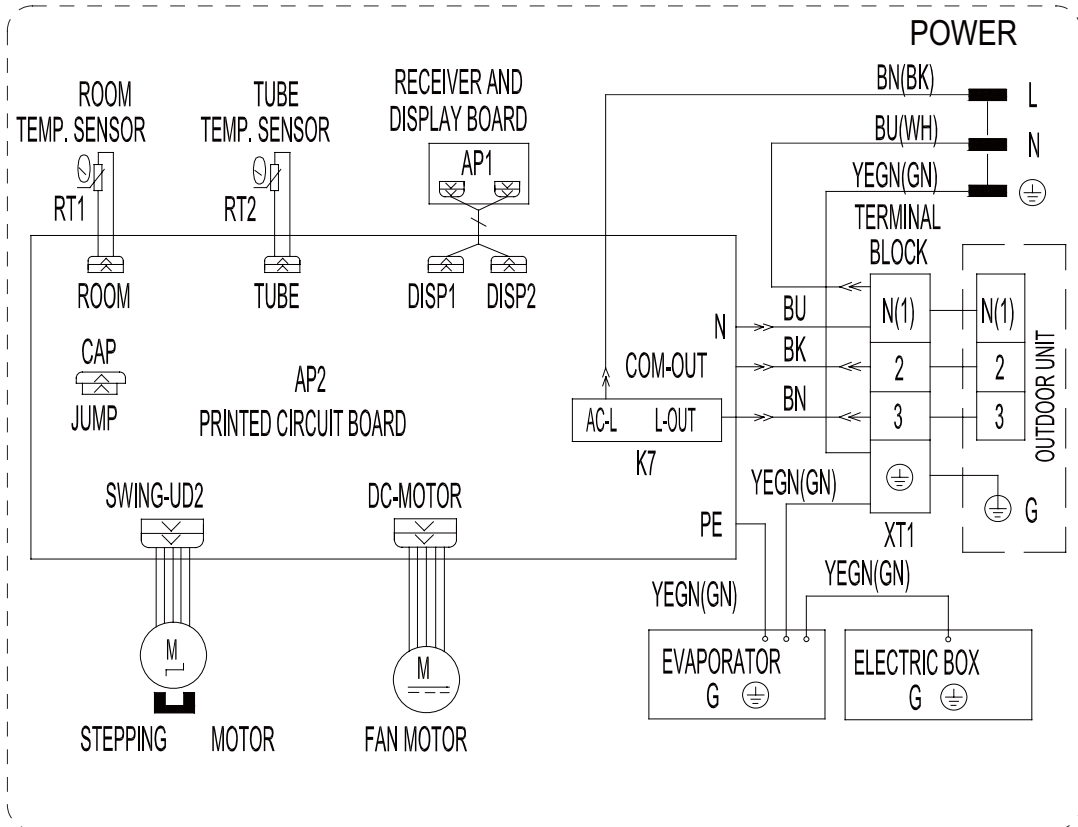 POWER
BN(BK)
L
BU(WH)
N
YEGN(GN)
ROOM
TEMP. SENSOR
RT1
TUBE
TEMP. SENSOR
RT2
RECEIVER AND
DISPLAY BOARD
AP1
TERMINAL
BLOCK
ROOM
TUBE
DISP1
DISP2
N
BU
N(1)
N(1)
CAP
JUMP
AP2
PRINTED CIRCUIT BOARD
COM-OUT
BK
2
2
AC-L
L-OUT
BN
3
3
OUTDOOR UNIT
K7
YEGN(GN)
G
XT1
SWING-UD2
DC-MOTOR
PE
YEGN(GN)
YEGN(GN)
M
M
EVAPORATOR
G
ELECTRIC BOX
G
STEPPING MOTOR
FAN MOTOR